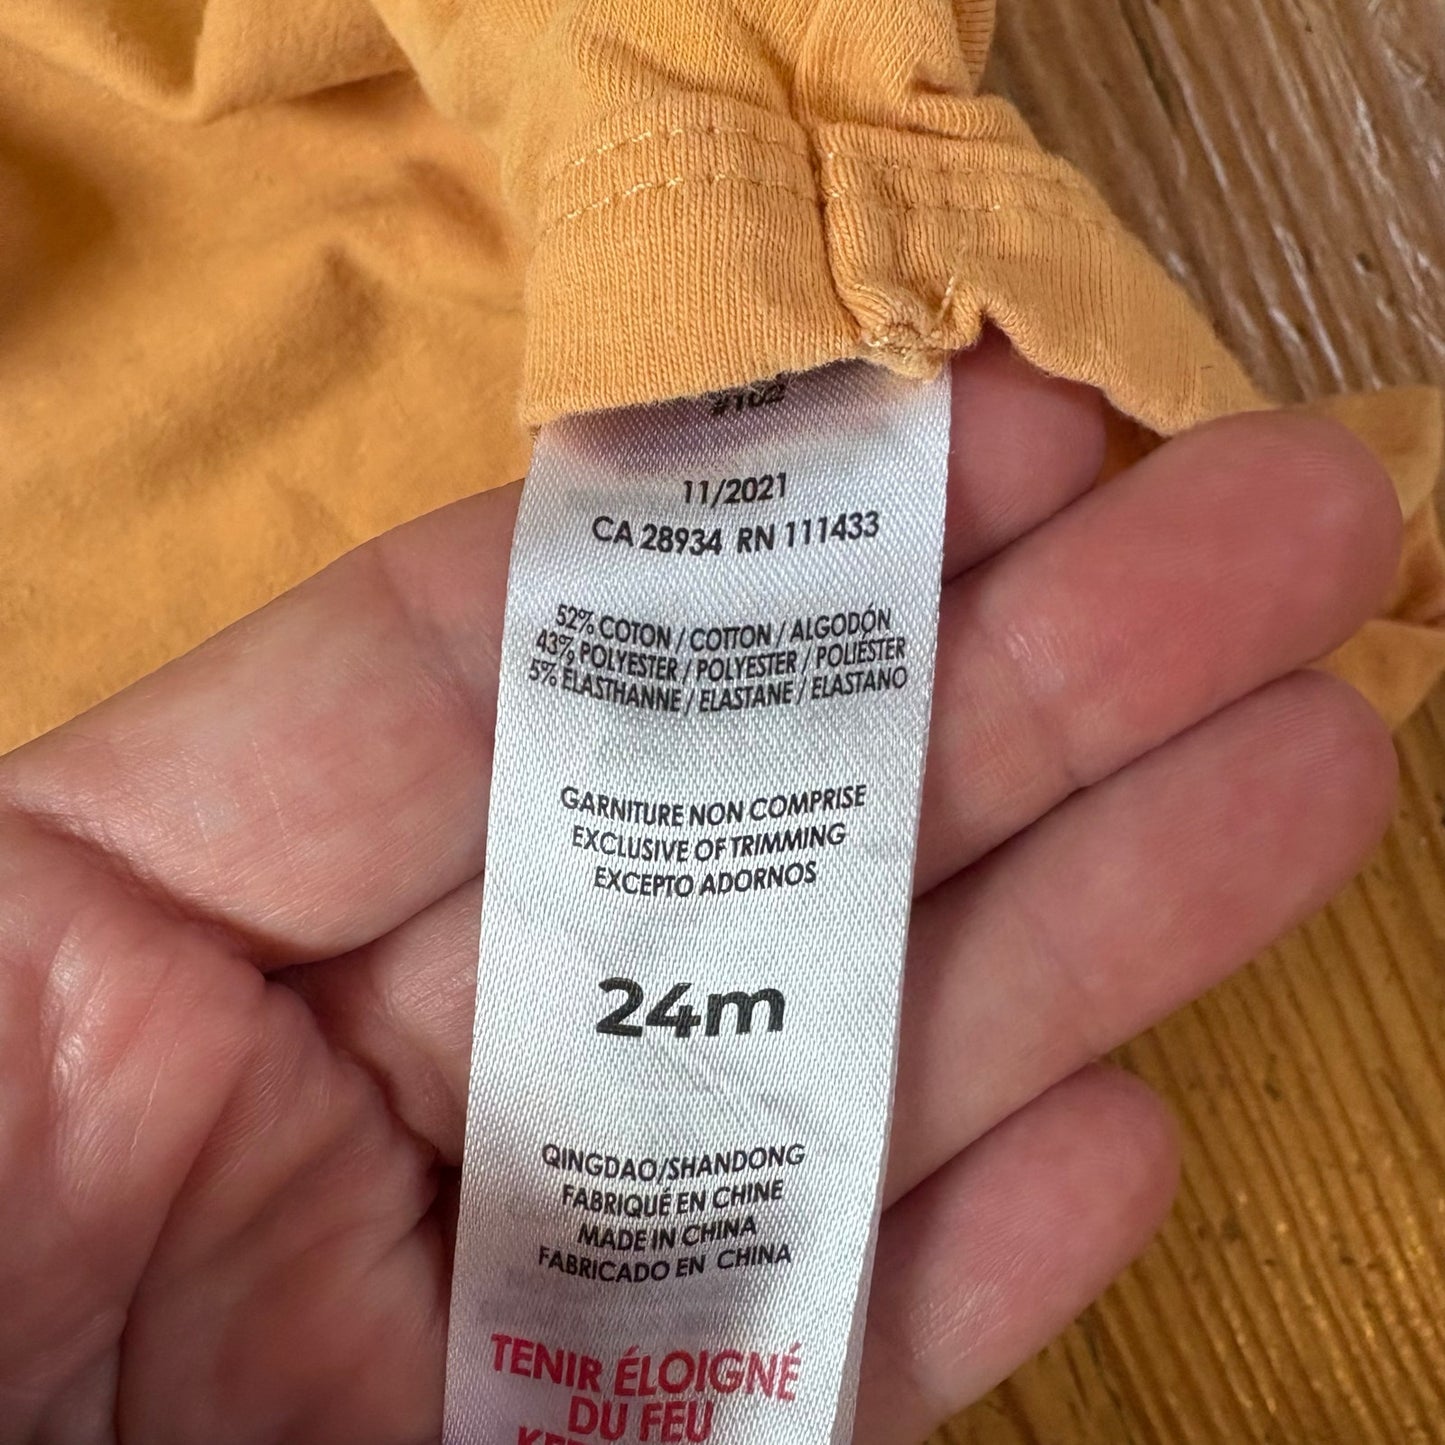 11/2021
CA 28934 RN 111433
52% COTON / COTTON / ALGODÓN
43% POLYESTER / POLYESTER / POLIÉSTER
5% ÉLASTHANNE / ELASTANE / ELASTANO
GARNITURE NON COMPRISE
EXCLUSIVE OF TRIMMING
EXCEPTO ADORNOS
24m
QINGDAO/SHANDONG
FABRIQUÉ EN CHINE
MADE IN CHINA
FABRICADO EN CHINA
TENIR ÉLOIGNÉ
DU FEU